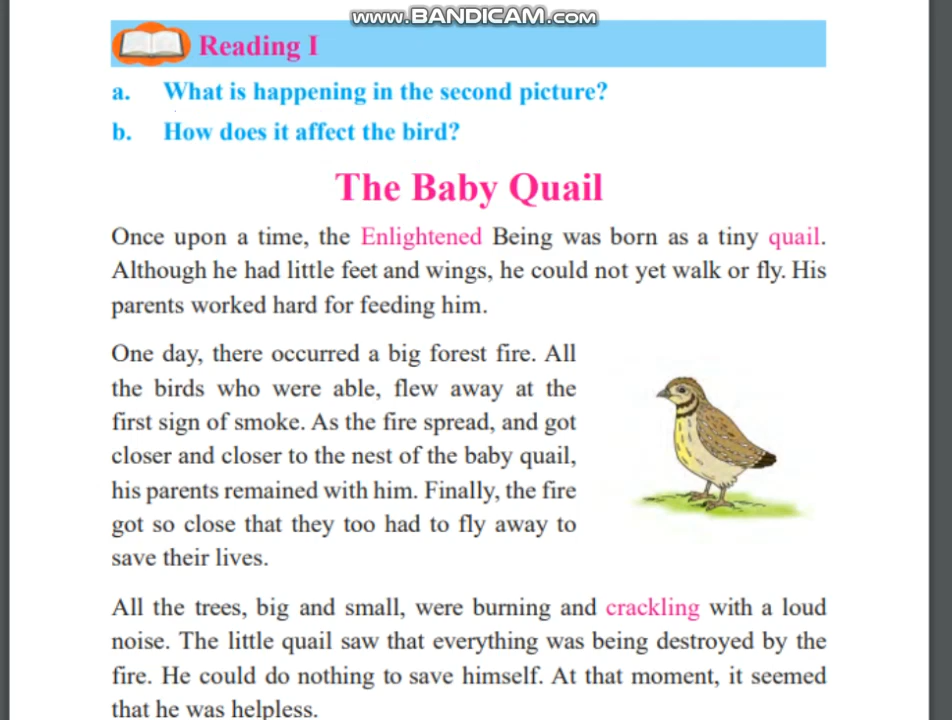 www.BANDICAM.com
Reading I
a. What is happening in the second picture?
b. How does it affect the bird?
The Baby Quail
Once upon a time, the Enlightened Being was born as a tiny quail.
Although he had little feet and wings, he could not yet walk or fly. His
parents worked hard for feeding him.
One day, there occurred a big forest fire. All
the birds who were able, flew away at the
first sign of smoke. As the fire spread, and got
closer and closer to the nest of the baby quail,
his parents remained with him. Finally, the fire
got so close that they too had to fly away to
save their lives.
All the trees, big and small, were burning and crackling with a loud
noise. The little quail saw that everything was being destroyed by the
fire. He could do nothing to save himself. At that moment, it seemed
that he was helpless.